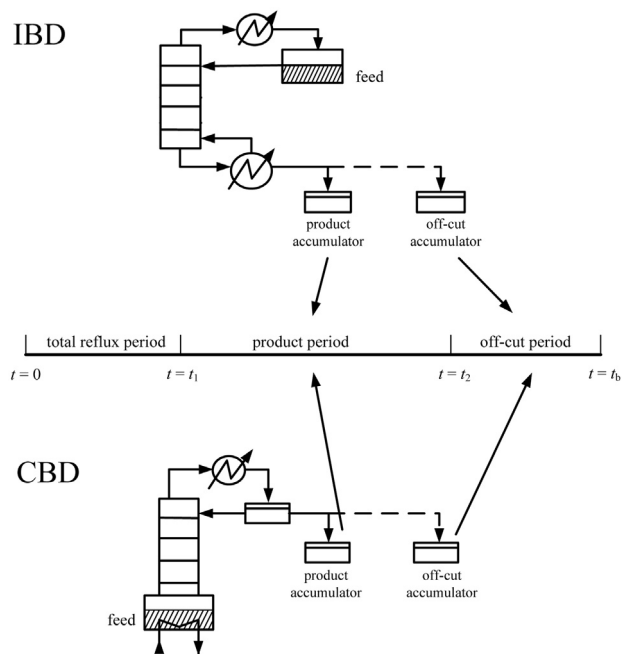 IBD
feed
product
accumulator
off-cut
accumulator
total reflux period
product period
off-cut period
t = 0
t = t1
t = t2
t = tb
CBD
feed
product
accumulator
off-cut
accumulator